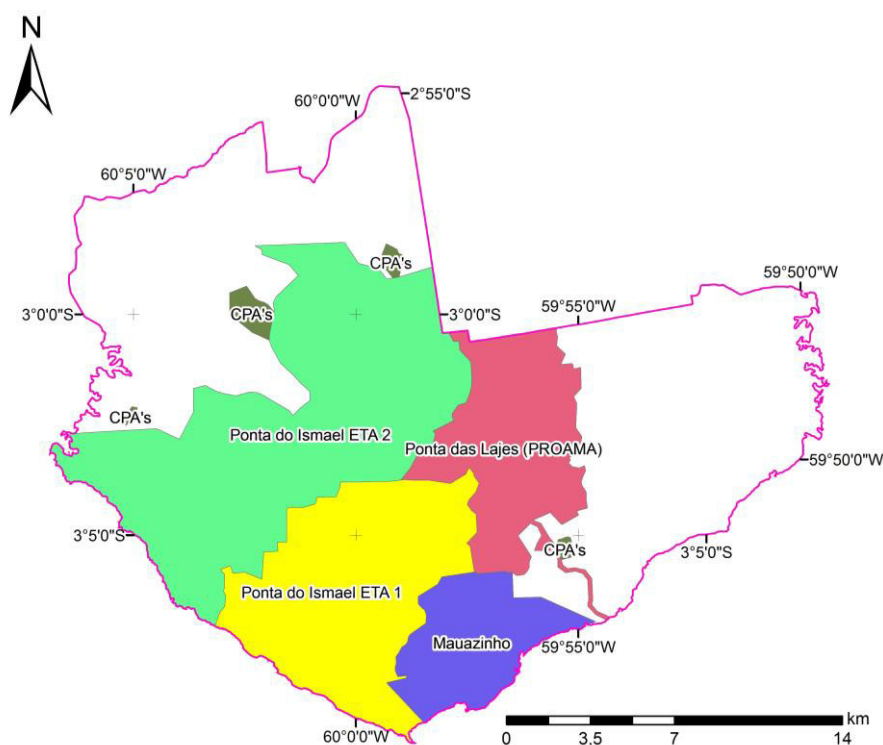 N
2°55'0"S
60°0'0"W
60°5'0"W
CPA's
59°50'0"W
CPA's
3°0'0"S
3°0'0"S
59°55'0"W
CPA's
Ponta do Ismael ETA 2
Ponta das Lajes (PROAMA)
59°50'0"W
3°5'0"S
CPA's
3°5'0"S
Ponta do Ismael ETA 1
Mauazinho
59°55'0"W
60°0'0"W
km
0 3.5 7 14